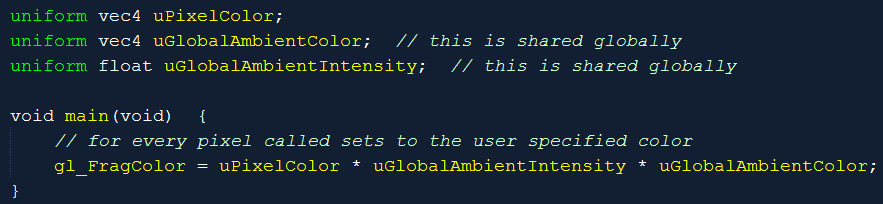 uniform vec4 uPixelColor;
uniform vec4 uGlobalAmbientColor;  // this is shared globally
uniform float uGlobalAmbientIntensity;  // this is shared globally

void main(void)  {
    // for every pixel called sets to the user specified color
    gl_FragColor = uPixelColor * uGlobalAmbientIntensity * uGlobalAmbientColor;
}